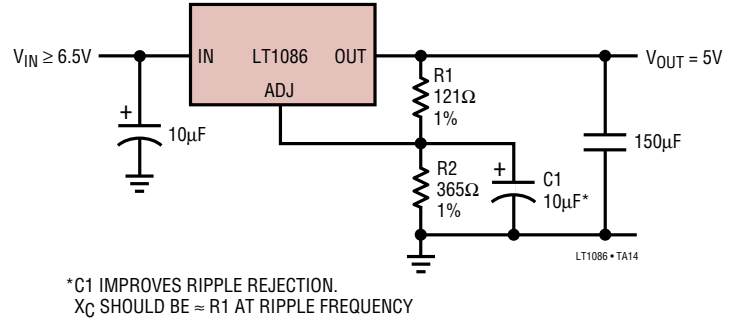 V_IN ≥ 6.5V
IN
LT1086
OUT
ADJ
V_OUT = 5V
+
10µF
R1
121Ω
1%
R2
365Ω
1%
+
C1
10µF*
150µF
LT1086 • TA14
*C1 IMPROVES RIPPLE REJECTION.
X_C SHOULD BE ≈ R1 AT RIPPLE FREQUENCY